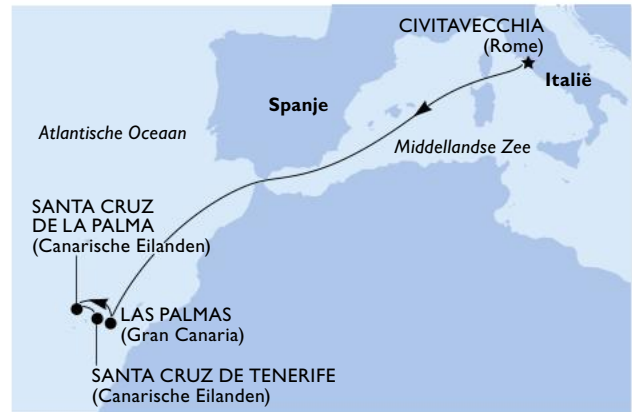 CIVITAVECCHIA
(Rome)
Italië
Spanje
Atlantische Oceaan
Middellandse Zee
SANTA CRUZ
DE LA PALMA
(Canarische Eilanden)
LAS PALMAS
(Gran Canaria)
SANTA CRUZ DE TENERIFE
(Canarische Eilanden)